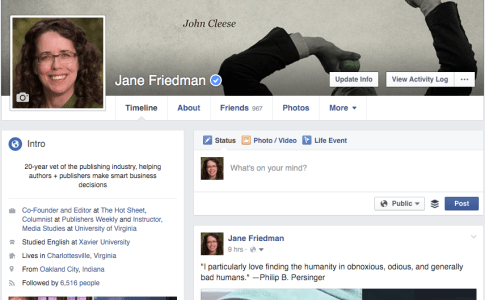 John Cleese
Jane Friedman
Update Info
View Activity Log
Timeline
About
Friends 967
Photos
More
Intro
20-year vet of the publishing industry, helping
authors + publishers make smart business
decisions
Co-Founder and Editor at The Hot Sheet,
Columnist at Publishers Weekly and Instructor,
Media Studies at University of Virginia
Studied English at Xavier University
Lives in Charlottesville, Virginia
From Oakland City, Indiana
Followed by 6,516 people
Status
Photo / Video
Life Event
What's on your mind?
Public
Post
Jane Friedman
9 hrs ·
"I particularly love finding the humanity in obnoxious, odious, and generally
bad humans." —Philip B. Persinger